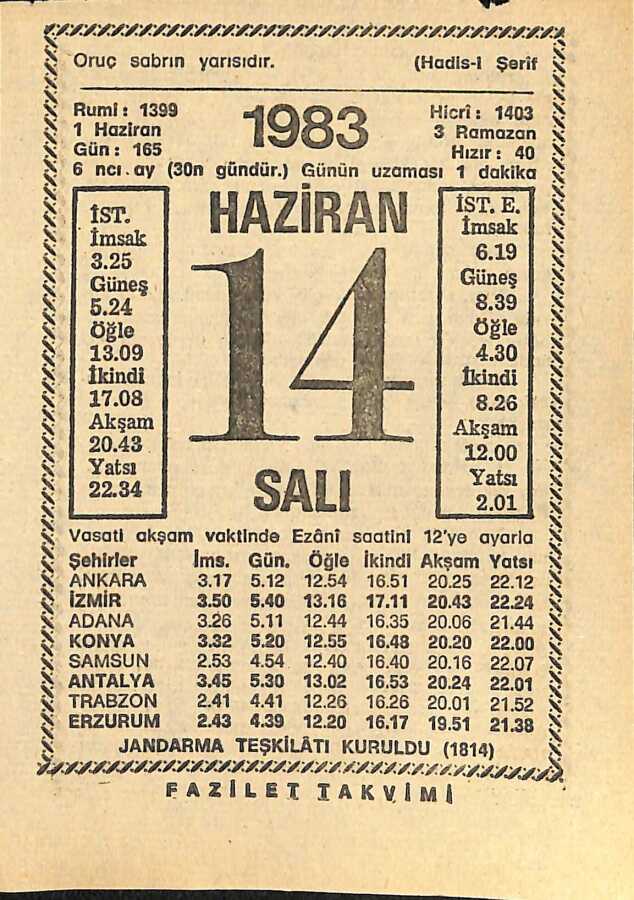 Oruç sabrın yarısıdır. (Hadis-i Şerif
Rumi : 1399 1983 Hicrî : 1403
1 Haziran 3 Ramazan
Gün : 165 Hızır : 40
6 ncı.ay (30n gündür.) Günün uzaması 1 dakika
HAZİRAN
14
SALI
İST.
İmsak
3.25
Güneş
5.24
Öğle
13.09
İkindi
17.08
Akşam
20.43
Yatsı
22.34
İST. E.
İmsak
6.19
Güneş
8.39
Öğle
4.30
İkindi
8.26
Akşam
12.00
Yatsı
2.01
Vasati akşam vaktinde Ezânî saatini 12'ye ayarla
Şehirler İms. Gün. Öğle İkindi Akşam Yatsı
ANKARA 3.17 5.12 12.54 16.51 20.25 22.12
İZMİR 3.50 5.40 13.16 17.11 20.43 22.24
ADANA 3.26 5.11 12.44 16.35 20.06 21.44
KONYA 3.32 5.20 12.55 16.48 20.20 22.00
SAMSUN 2.53 4.54 12.40 16.40 20.16 22.07
ANTALYA 3.45 5.30 13.02 16.53 20.24 22.01
TRABZON 2.41 4.41 12.26 16.26 20.01 21.52
ERZURUM 2.43 4.39 12.20 16.17 19.51 21.38
JANDARMA TEŞKİLÂTI KURULDU (1814)
FAZİLET TAKVİMİ